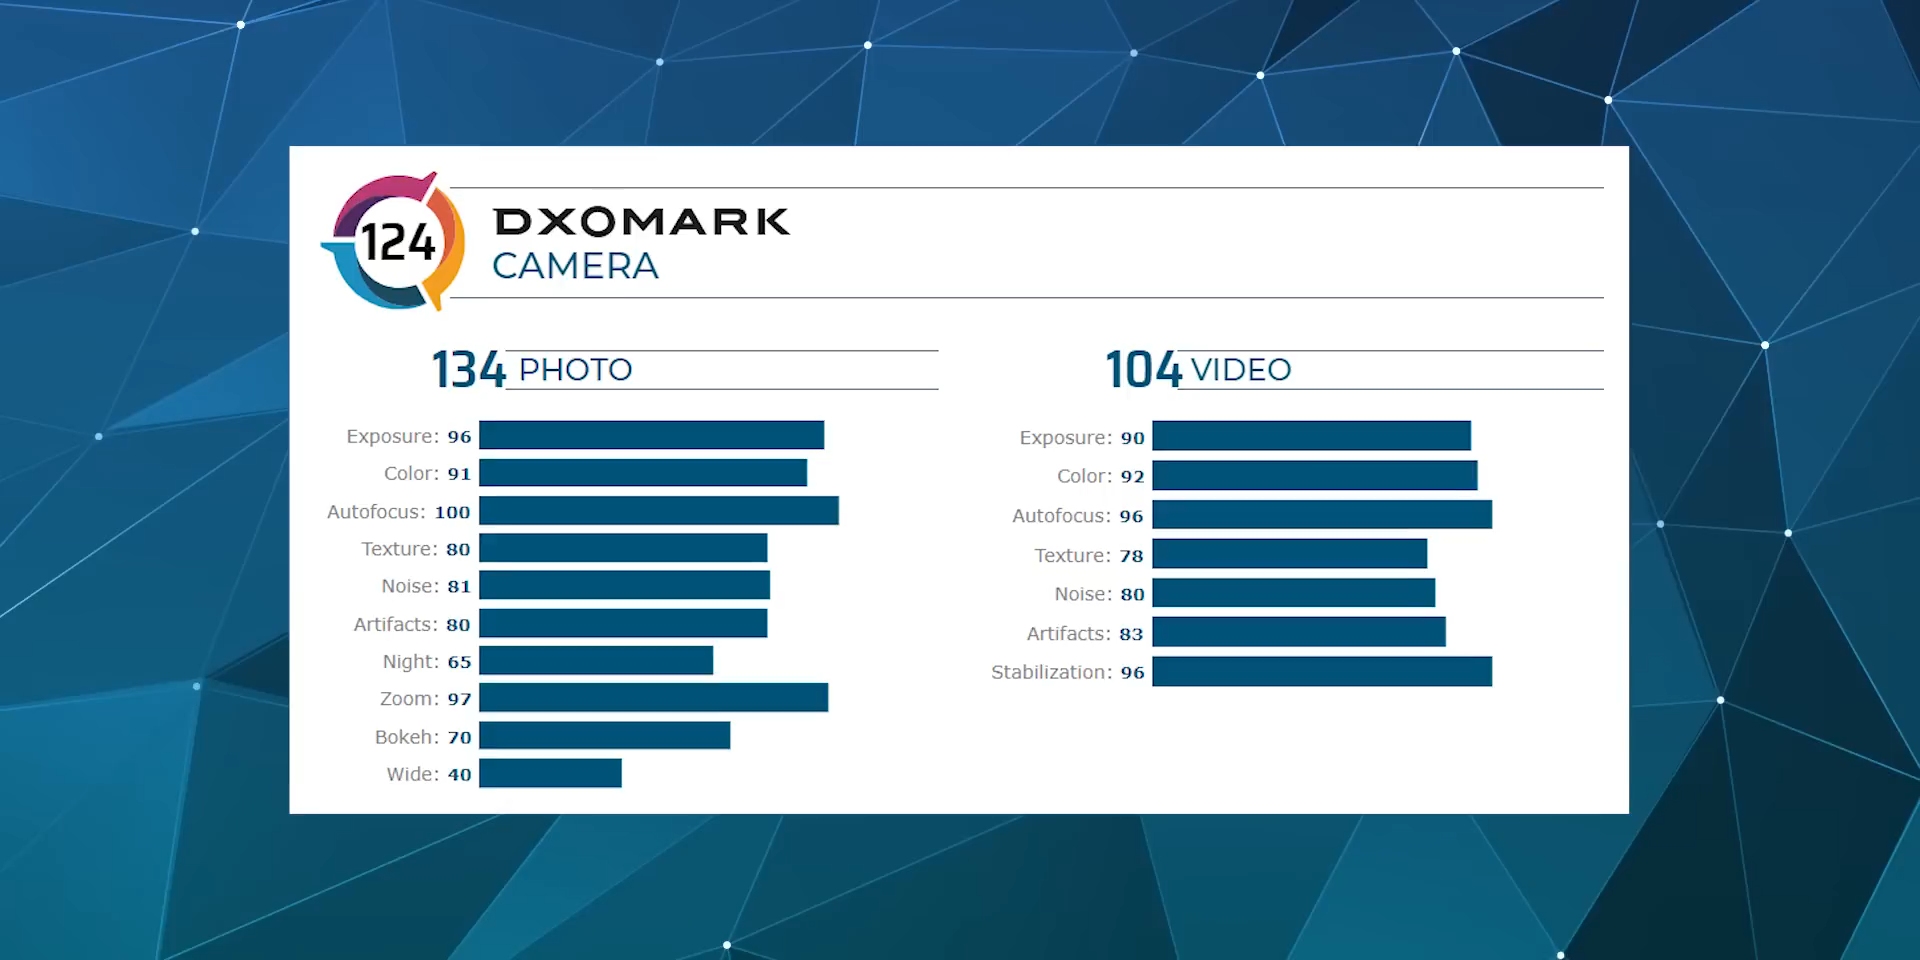 124
DXOMARK
CAMERA
134 PHOTO
Exposure: 96
Color: 91
Autofocus: 100
Texture: 80
Noise: 81
Artifacts: 80
Night: 65
Zoom: 97
Bokeh: 70
Wide: 40
104 VIDEO
Exposure: 90
Color: 92
Autofocus: 96
Texture: 78
Noise: 80
Artifacts: 83
Stabilization: 96